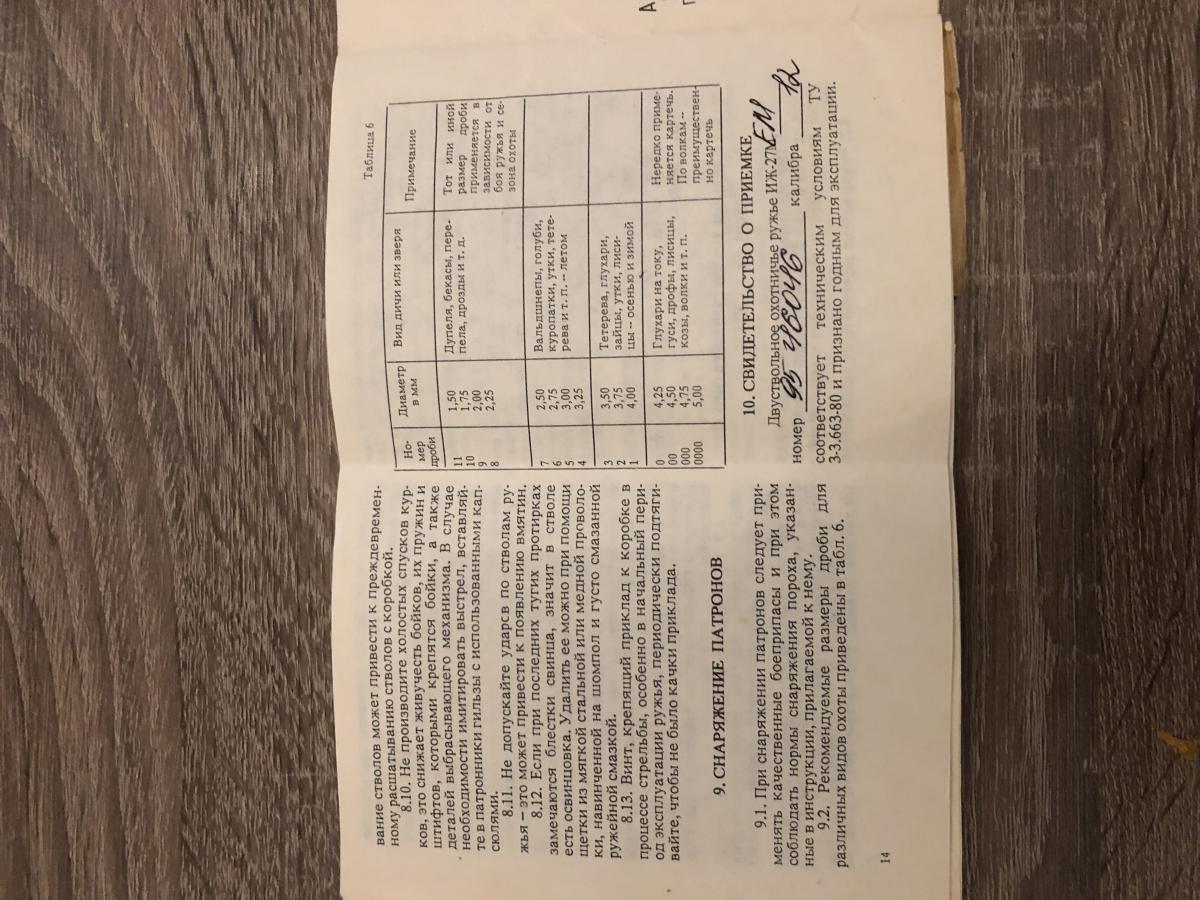 вание стволов может привести к преждевремен-
ному расшатыванию стволов с коробкой.
8.10. Не производите холостых спусков кур-
ков, это снижает живучесть бойков, их пружин и
штифтов, которыми крепятся бойки, а также
деталей выбрасывающего механизма. В случае
необходимости имитировать выстрел, вставляй-
те в патронники гильзы с использованными кап-
сюлями.
8.11. Не допускайте ударсв по стволам ру-
жья – это может привести к появлению вмятин.
8.12. Если при последних тугих протирках
замечаются блестки свинца, значит в стволе
есть освинцовка. Удалить ее можно при помощи
щетки из мягкой стальной или медной проволо-
ки, навинченной на шомпол и густо смазанной
ружейной смазкой.
8.13. Винт, крепящий приклад к коробке в
процессе стрельбы, особенно в начальный пери-
од эксплуатации ружья, периодически подтяги-
вайте, чтобы не было качки приклада.
9. СНАРЯЖЕНИЕ ПАТРОНОВ
9.1. При снаряжении патронов следует при-
менять качественные боеприпасы и при этом
соблюдать нормы снаряжения пороха, указан-
ные в инструкции, прилагаемой к нему.
9.2. Рекомендуемые размеры дроби для
различных видов охоты приведены в табл. 6.
14
Таблица 6
Но-
мер
дроби
Диаметр
в мм
Вид дичи или зверя
Примечание
11 1,50 Дупеля, бекасы, пере- Тот или иной
10 1,75 пела, дрозды и т. д. размер дроби
9 2,00 применяется в
8 2,25 зависимости от
боя ружья и се-
зона охоты
7 2,50 Вальдшнепы, голуби,
6 2,75 куропатки, утки, тете-
5 3,00 рева и т. п. – летом
4 3,25
3 3,50 Тетерева, глухари,
2 3,75 зайцы, утки, лиси-
1 4,00 цы – осенью и зимой
0 4,25 Глухари на току, Нередко приме-
00 4,50 гуси, дрофы, лисицы, няется картечь.
000 4,75 козы, волки и т. п. По волкам –
0000 5,00 преимуществен-
но картечь
10. СВИДЕТЕЛЬСТВО О ПРИЕМКЕ
Двуствольное охотничье ружье ИЖ-27 ЕМ
номер 95 46046 калибра 12
соответствует техническим условиям ТУ
3-3.663-80 и признано годным для эксплуатации.